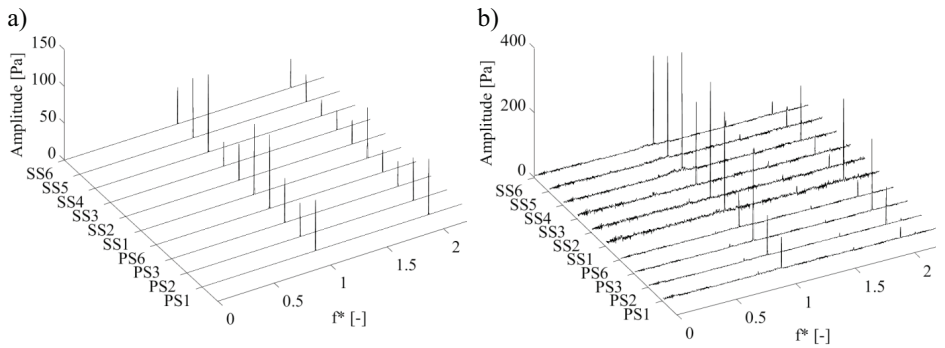 a)
Amplitude [Pa]
150
100
50
0
SS6
SS5
SS4
SS3
SS2
SS1
PS6
PS3
PS2
PS1
0
0.5
1
1.5
2
f* [-]
b)
Amplitude [Pa]
400
200
0
SS6
SS5
SS4
SS3
SS2
SS1
PS6
PS3
PS2
PS1
0
0.5
1
1.5
2
f* [-]